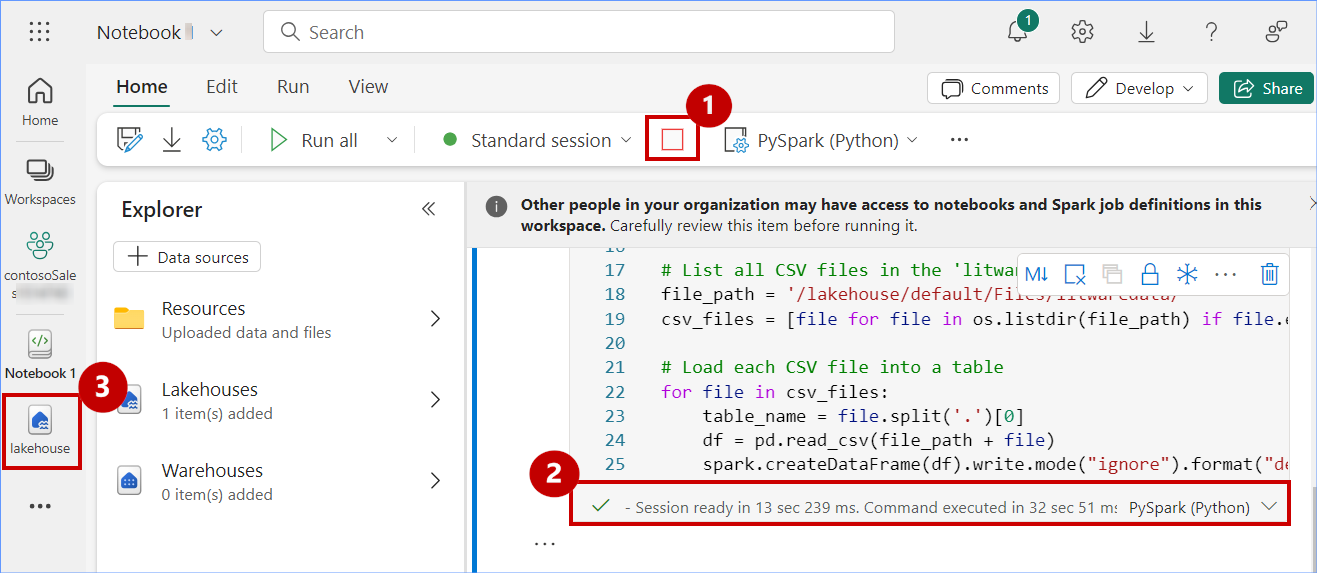 Notebook
Search
1
Home
Edit
Run
View
Comments
Develop
Share
1
Run all
Standard session
PySpark (Python)
Home
Workspaces
contosoSale
s
Notebook 1
3
lakehouse
Explorer
Data sources
Resources
Uploaded data and files
Lakehouses
1 item(s) added
Warehouses
0 item(s) added
Other people in your organization may have access to notebooks and Spark job definitions in this
workspace. Carefully review this item before running it.
16
17 # List all CSV files in the 'litwar
M↓
18 file_path = '/lakehouse/default/Files/litwaredata/'
19 csv_files = [file for file in os.listdir(file_path) if file.e
20
21 # Load each CSV file into a table
22 for file in csv_files:
23 table_name = file.split('.')[0]
24 df = pd.read_csv(file_path + file)
25 spark.createDataFrame(df).write.mode("ignore").format("de
2
- Session ready in 13 sec 239 ms. Command executed in 32 sec 51 ms
PySpark (Python)